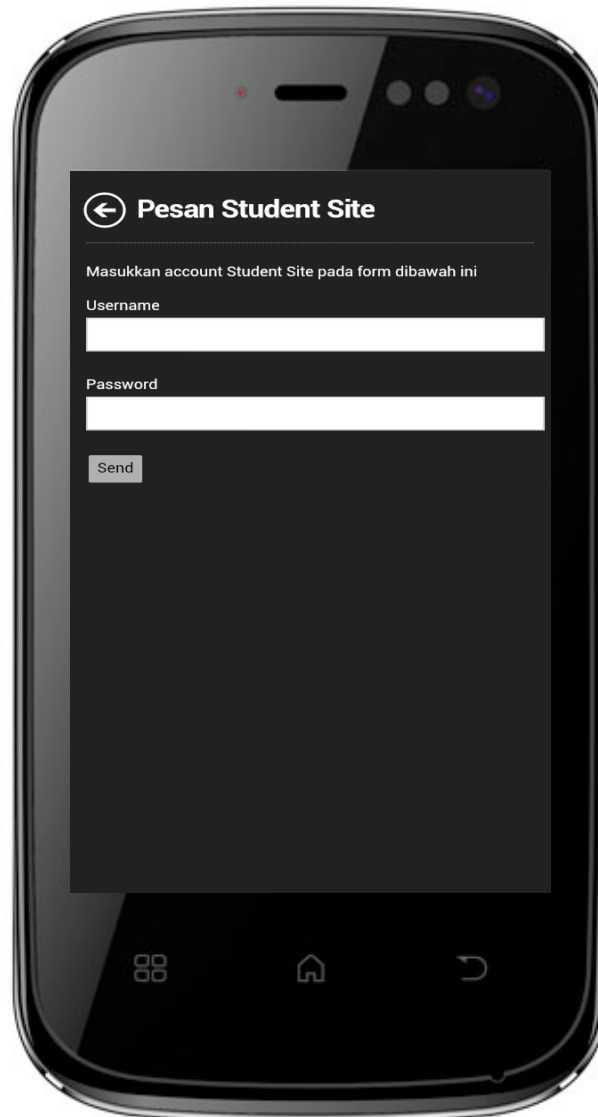 Pesan Student Site
Masukkan account Student Site pada form dibawah ini
Username
Password
Send